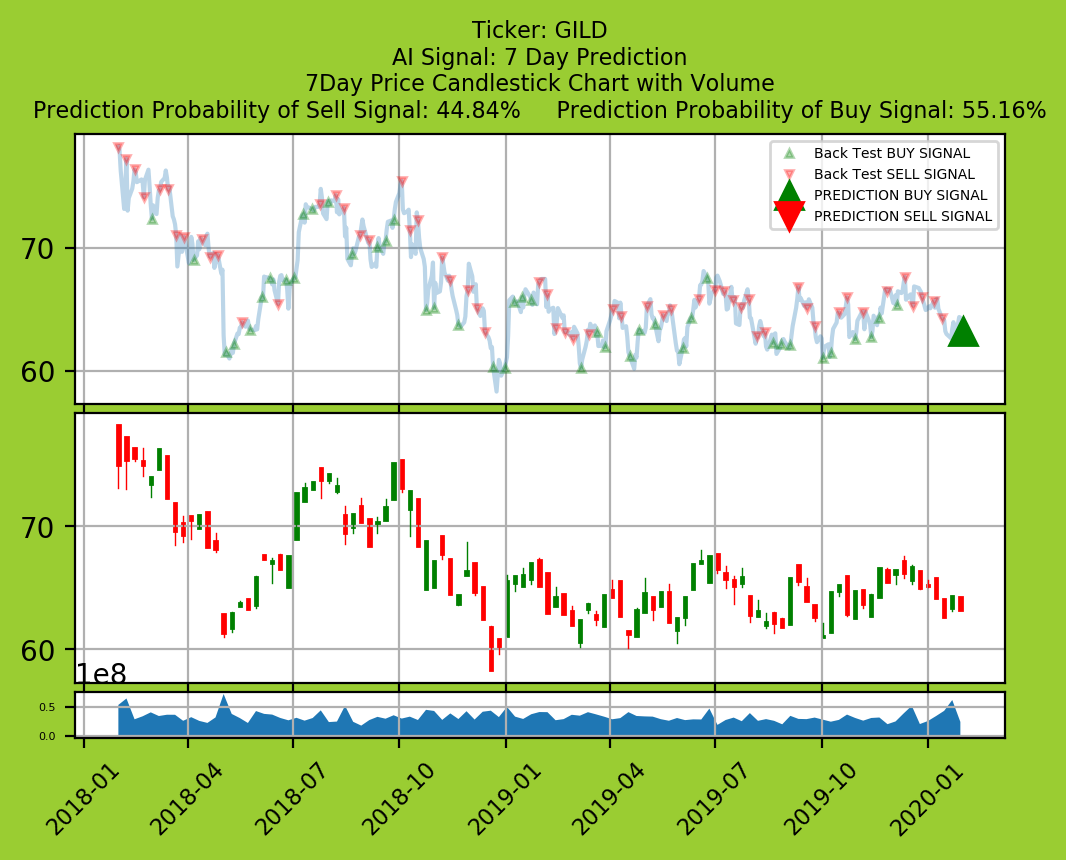 Ticker: GILD
AI Signal: 7 Day Prediction
7Day Price Candlestick Chart with Volume
Prediction Probability of Sell Signal: 44.84%     Prediction Probability of Buy Signal: 55.16%
Back Test BUY SIGNAL
Back Test SELL SIGNAL
PREDICTION BUY SIGNAL
PREDICTION SELL SIGNAL
70
60
70
60
1e8
0.5
0.0
2018-01 2018-04 2018-07 2018-10 2019-01 2019-04 2019-07 2019-10 2020-01